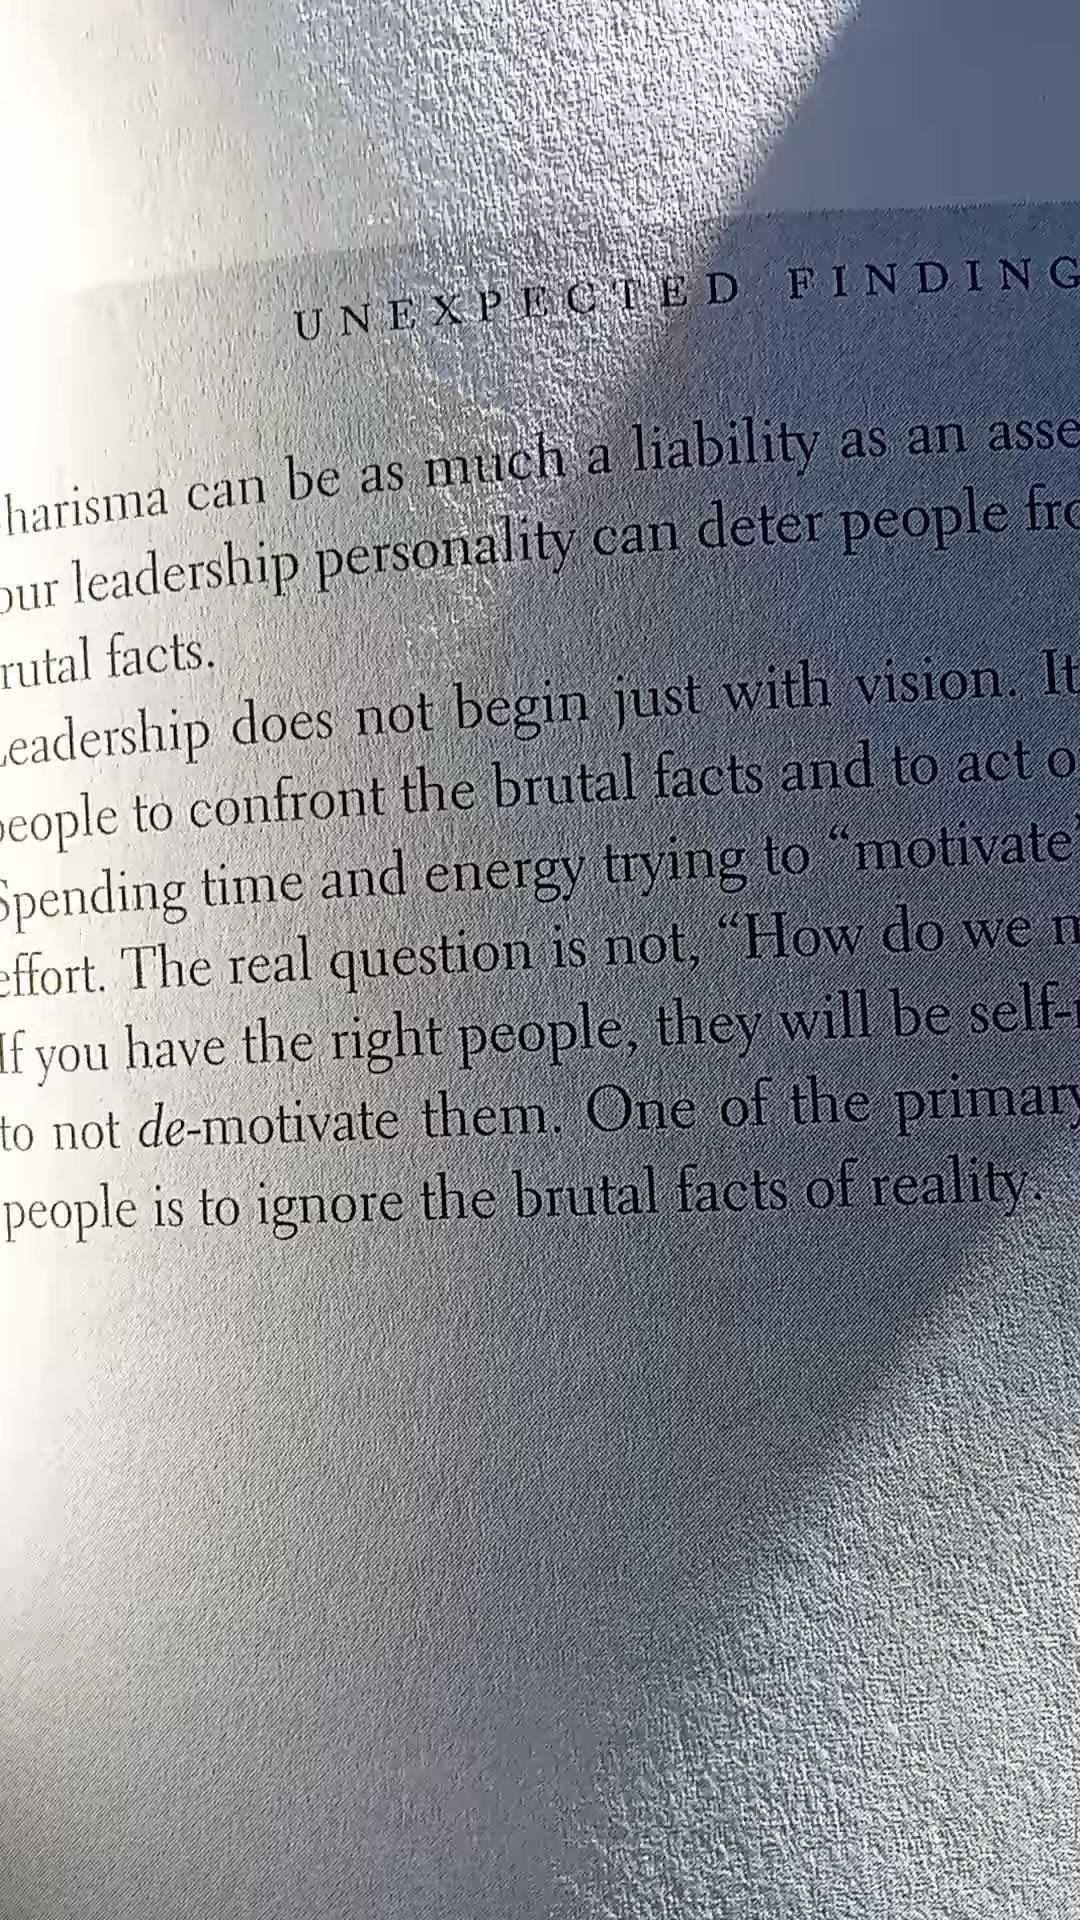 UNEXPECTED FINDING
harisma can be as much a liability as an asse
our leadership personality can deter people fro
rutal facts.
eadership does not begin just with vision. It
people to confront the brutal facts and to act o
Spending time and energy trying to “motivate”
effort. The real question is not, “How do we m
If you have the right people, they will be self-
to not de-motivate them. One of the primary
people is to ignore the brutal facts of reality.